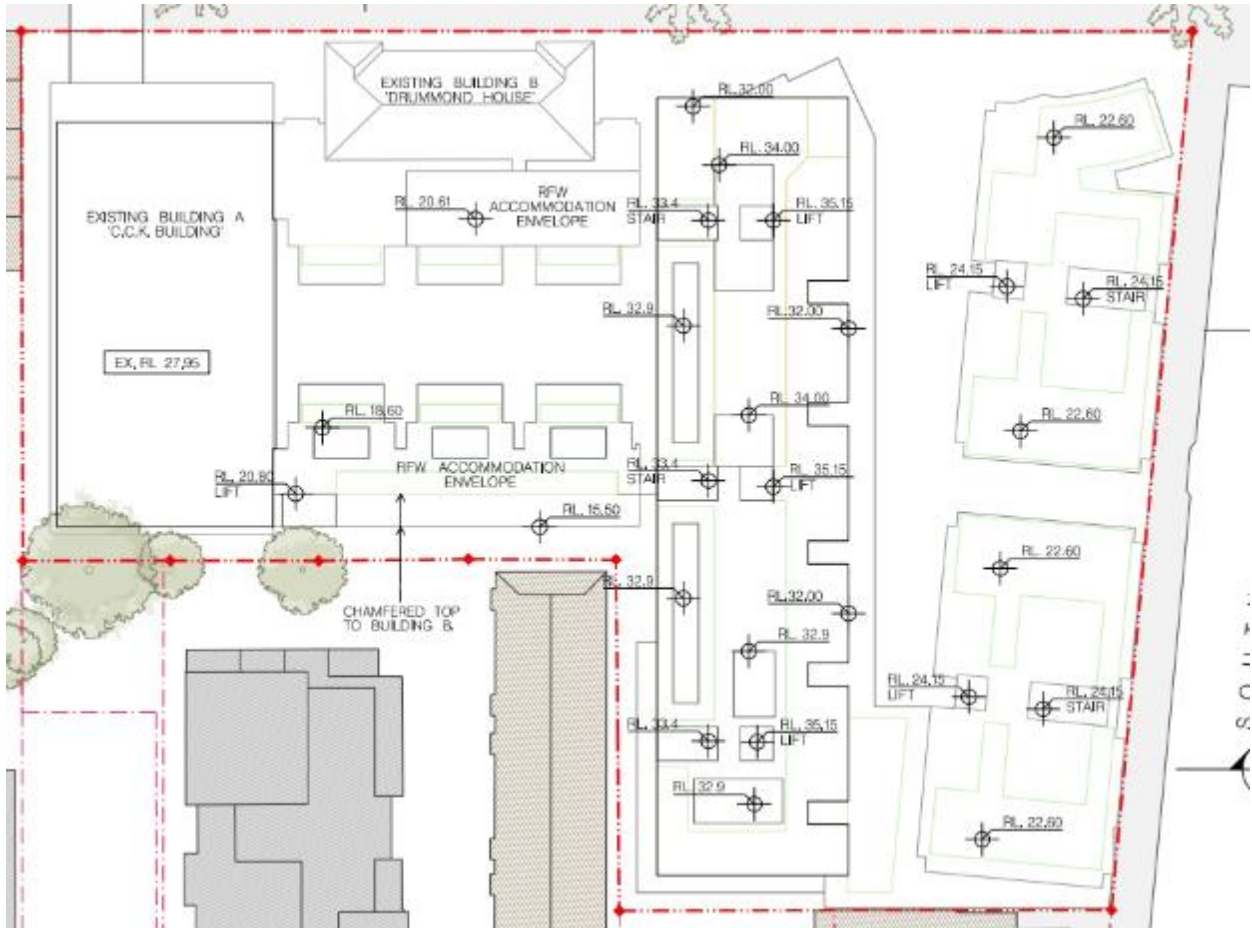 EXISTING BUILDING B
'DRUMMOND HOUSE'
RL. 32.00
RL. 22.60
RL. 34.00
RL. 20.61
RFW
ACCOMMODATION
ENVELOPE
RL. 33.4
STAIR
RL. 35.15
LIFT
EXISTING BUILDING A
'C.C.K. BUILDING'
RL. 24.15
LIFT
RL. 24.15
STAIR
RL. 32.9
RL.32.00
EX. RL 27.95
RL. 18.60
RL. 34.00
RL. 22.60
RFW ACCOMMODATION
ENVELOPE
RL. 20.80
LIFT
RL. 33.4
STAIR
RL. 35.15
LIFT
RL. 15.50
RL. 22.60
RL. 32.9
RL.32.00
CHAMFERED TOP
TO BUILDING B.
RL. 32.9
RL. 24.15
LIFT
RL. 24.15
STAIR
RL. 33.4
RL. 35.15
LIFT
RL. 32.9
RL. 22.60